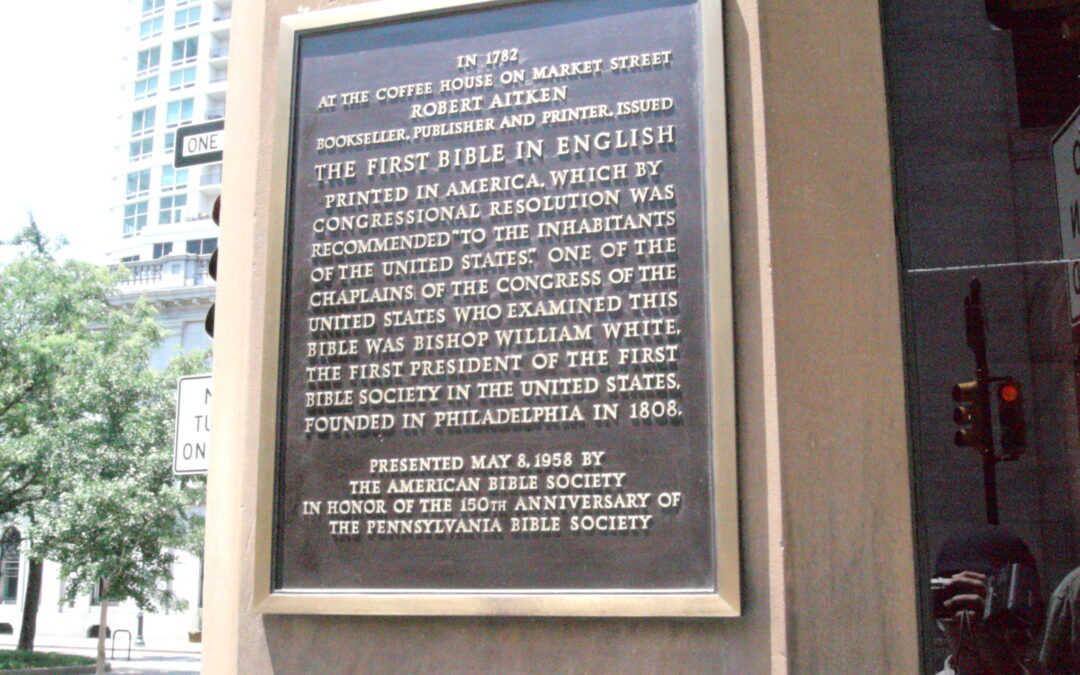 IN 1782
AT THE COFFEE HOUSE ON MARKET STREET
ROBERT AITKEN
BOOKSELLER, PUBLISHER AND PRINTER, ISSUED
THE FIRST BIBLE IN ENGLISH
PRINTED IN AMERICA, WHICH BY
CONGRESSIONAL RESOLUTION WAS
RECOMMENDED "TO THE INHABITANTS
OF THE UNITED STATES." ONE OF THE
CHAPLAINS OF THE CONGRESS OF THE
UNITED STATES WHO EXAMINED THIS
BIBLE WAS BISHOP WILLIAM WHITE,
THE FIRST PRESIDENT OF THE FIRST
BIBLE SOCIETY IN THE UNITED STATES,
FOUNDED IN PHILADELPHIA IN 1808.
PRESENTED MAY 8, 1958 BY
THE AMERICAN BIBLE SOCIETY
IN HONOR OF THE 150TH ANNIVERSARY OF
THE PENNSYLVANIA BIBLE SOCIETY
ONE
N
TU
ON